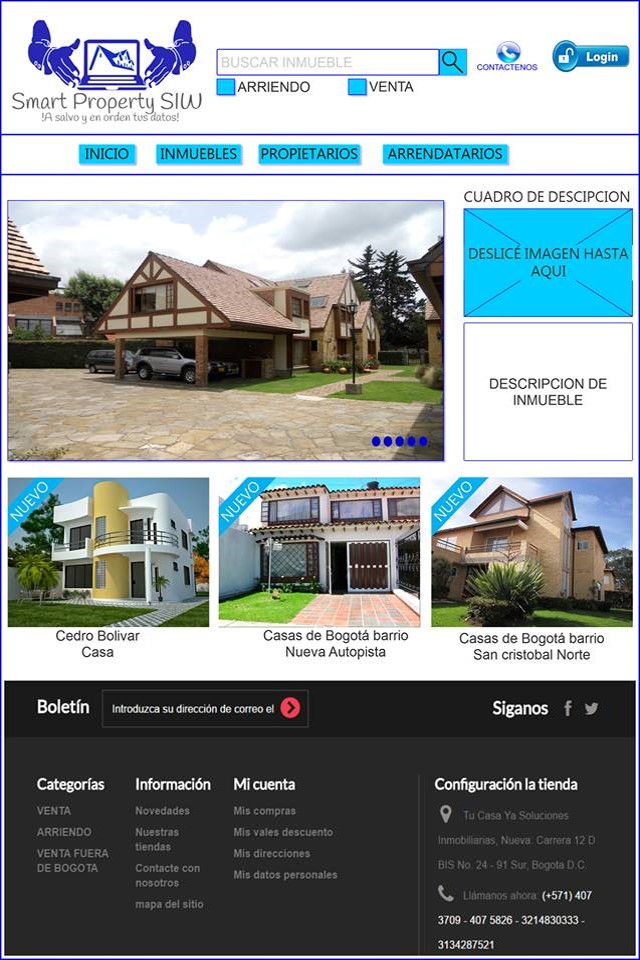 Smart Property SIW
!A salvo y en orden tus datos!
BUSCAR INMUEBLE
ARRIENDO
VENTA
CONTACTENOS
Login
INICIO
INMUEBLES
PROPIETARIOS
ARRENDATARIOS
CUADRO DE DESCIPCION
DESLICE IMAGEN HASTA
AQUI
DESCRIPCION DE
INMUEBLE
NUEVO
NUEVO
NUEVO
Cedro Bolivar
Casa
Casas de Bogotá barrio
Nueva Autopista
Casas de Bogotá barrio
San cristobal Norte
Boletín
Introduzca su dirección de correo el
Siganos
Categorías
VENTA
ARRIENDO
VENTA FUERA
DE BOGOTA
Información
Novedades
Nuestras
tiendas
Contacte con
nosotros
mapa del sitio
Mi cuenta
Mis compras
Mis vales descuento
Mis direcciones
Mis datos personales
Configuración la tienda
Tu Casa Ya Soluciones
Inmobiliarias, Nueva: Carrera 12 D
BIS No. 24 - 91 Sur, Bogota D.C.
Llámanos ahora: (+571) 407
3709 - 407 5826 - 3214830333 -
3134287521